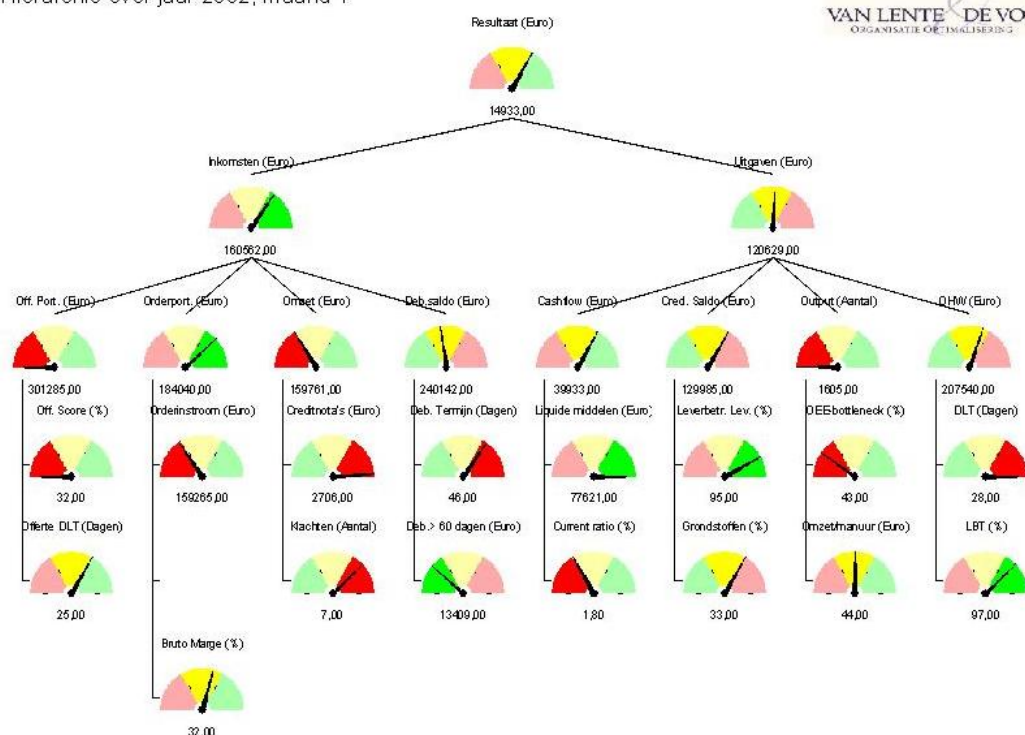 Hiërarchie over jaar 2002, maand 1
VAN LENTE & DE VO
ORGANISATIE OPTIMALISERING
Resultaat (Euro)
14933,00
Inkomsten (Euro) Uitgaven (Euro)
160562,00 120629,00
Off. Port. (Euro) Orderport. (Euro) Omzet (Euro) Deb.saldo (Euro) Cashflow (Euro) Cred. Saldo (Euro) Output (Aantal) OHW (Euro)
301285,00 184040,00 159761,00 240142,00 39933,00 129985,00 1605,00 207540,00
Off. Score (%) Orderinstroom (Euro) Creditnota's (Euro) Deb. Termijn (Dagen) Liquide middelen (Euro) Leverbetr. Lev. (%) OEE-bottleneck (%) DLT (Dagen)
32,00 159265,00 2706,00 46,00 77621,00 95,00 43,00 28,00
Offerte DLT (Dagen) Klachten (Aantal) Deb.> 60 dagen (Euro) Current ratio (%) Grondstoffen (%) Omzet/manuur (Euro) LBT (%)
25,00 7,00 13409,00 1,80 33,00 44,00 97,00
Bruto Marge (%)
32,00